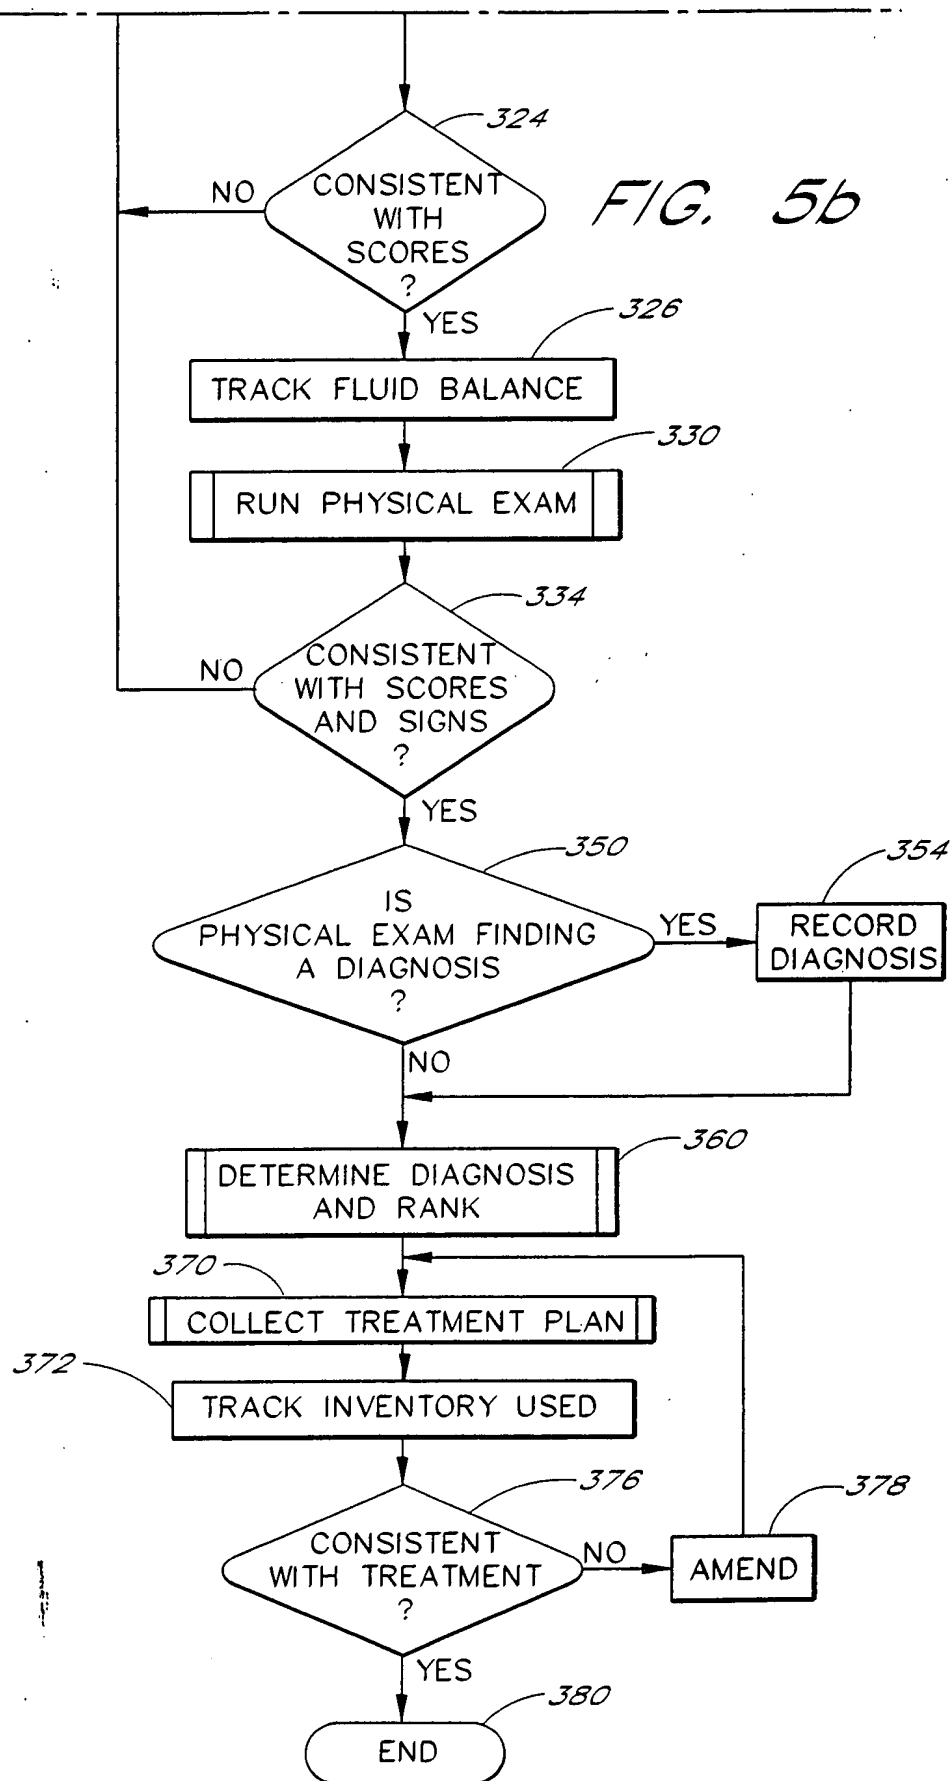 324
CONSISTENT
WITH
SCORES
?
NO
FIG. 5b
YES
326
TRACK FLUID BALANCE
330
RUN PHYSICAL EXAM
334
CONSISTENT
WITH SCORES
AND SIGNS
?
NO
YES
350
IS
PHYSICAL EXAM FINDING
A DIAGNOSIS
?
YES
354
RECORD
DIAGNOSIS
NO
360
DETERMINE DIAGNOSIS
AND RANK
370
COLLECT TREATMENT PLAN
372
TRACK INVENTORY USED
376
CONSISTENT
WITH TREATMENT
?
NO
378
AMEND
YES
380
END